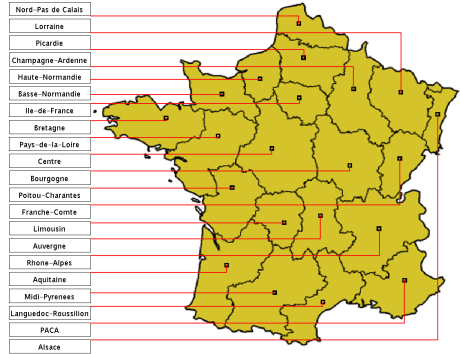 Nord-Pas de Calais
Lorraine
Picardie
Champagne-Ardenne
Haute-Normandie
Basse-Normandie
Ile-de-France
Bretagne
Pays-de-la-Loire
Centre
Bourgogne
Poitou-Charantes
Franche-Comte
Limousin
Auvergne
Rhone-Alpes
Aquitaine
Midi-Pyrenees
Languedoc-Roussilion
PACA
Alsace